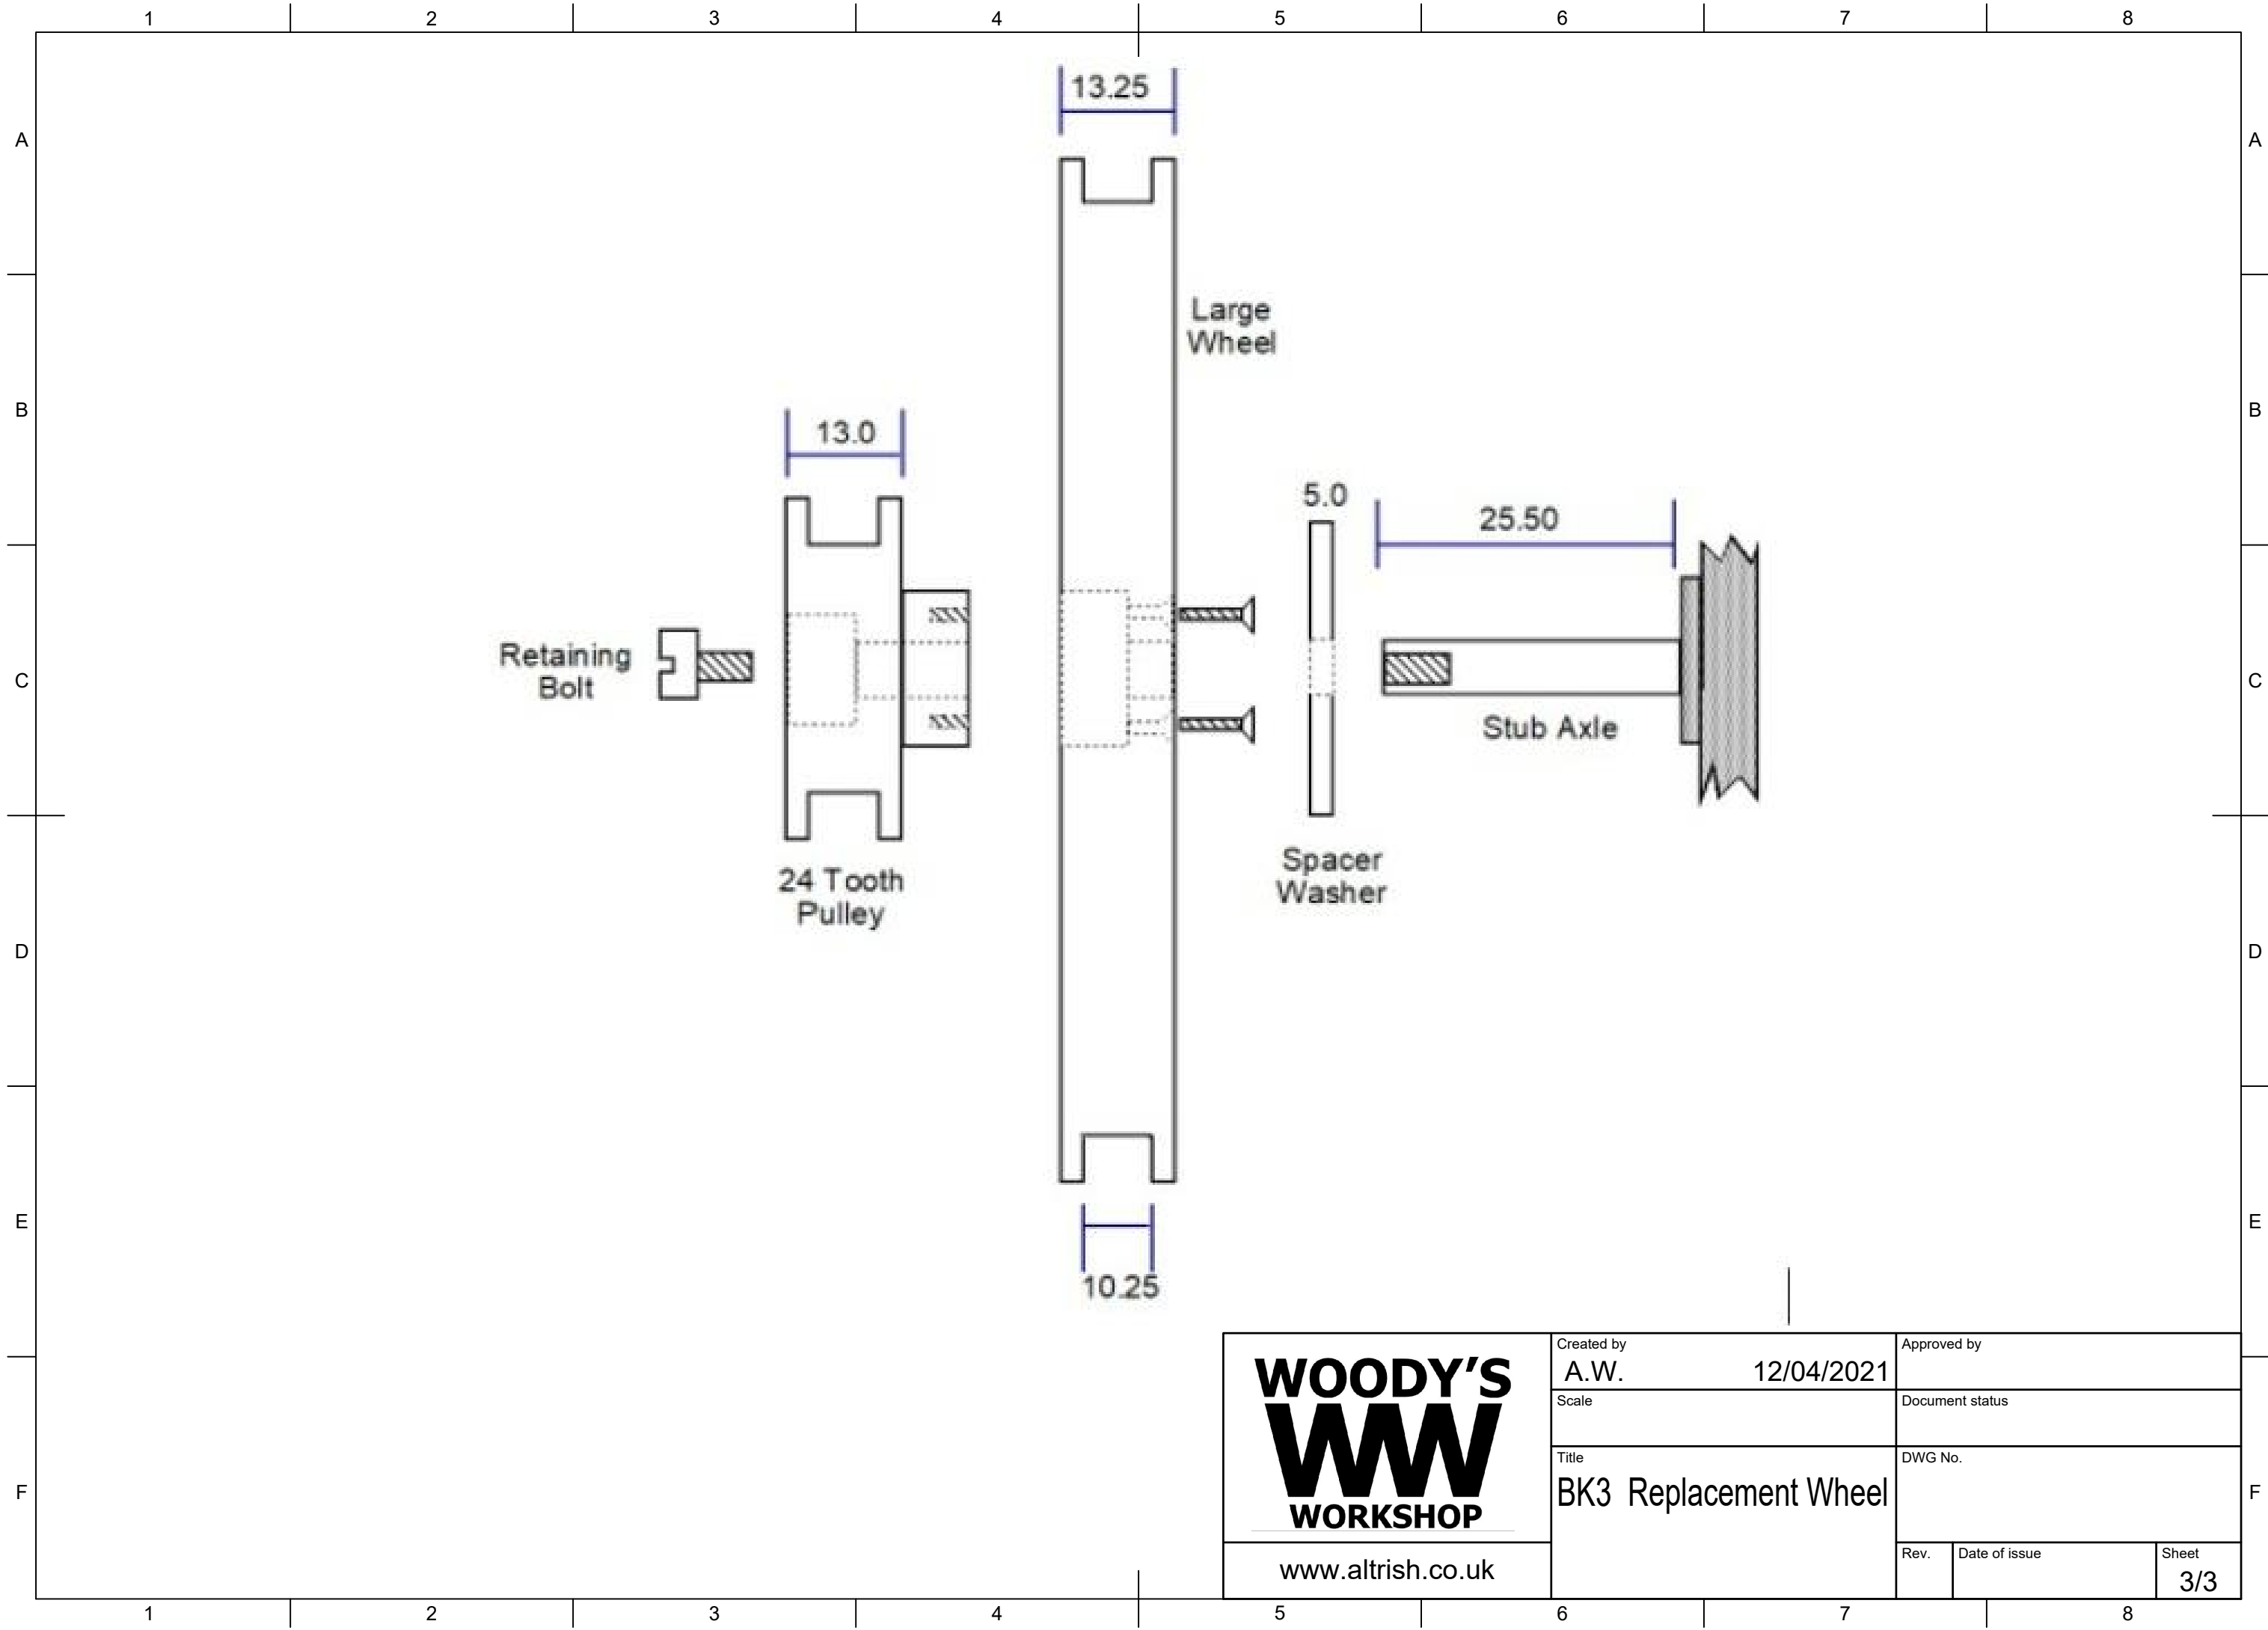 1 2 3 4 5 6 7 8
A A
13.25
Large
Wheel
B B
13.0
5.0
25.50
Retaining
Bolt
C C
Stub Axle
Spacer
Washer
24 Tooth
Pulley
D D
E E
10.25
WOODY'S
WW
WORKSHOP
www.altrish.co.uk
Created by
A.W. 12/04/2021
Approved by
Scale
Document status
Title
BK3 Replacement Wheel
DWG No.
Rev.
Date of issue
Sheet
3/3
F F
1 2 3 4 5 6 7 8